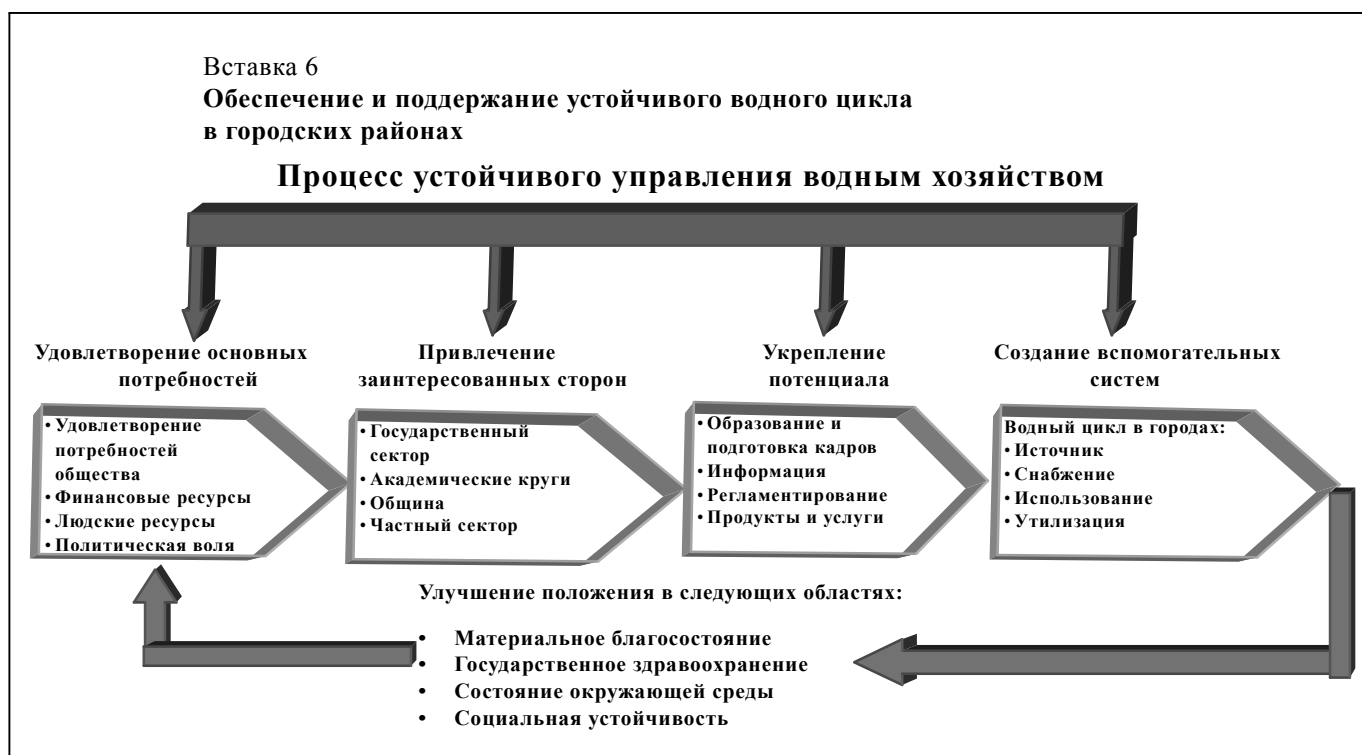 Вставка 6
Обеспечение и поддержание устойчивого водного цикла
в городских районах
Процесс устойчивого управления водным хозяйством
Удовлетворение основных
потребностей
• Удовлетворение
потребностей
общества
• Финансовые ресурсы
• Людские ресурсы
• Политическая воля
Привлечение
заинтересованных сторон
• Государственный
сектор
• Академические круги
• Община
• Частный сектор
Укрепление
потенциала
• Образование и
подготовка кадров
• Информация
• Регламентирование
• Продукты и услуги
Создание вспомогательных
систем
Водный цикл в городах:
• Источник
• Снабжение
• Использование
• Утилизация
Улучшение положения в следующих областях:
• Материальное благосостояние
• Государственное здравоохранение
• Состояние окружающей среды
• Социальная устойчивость